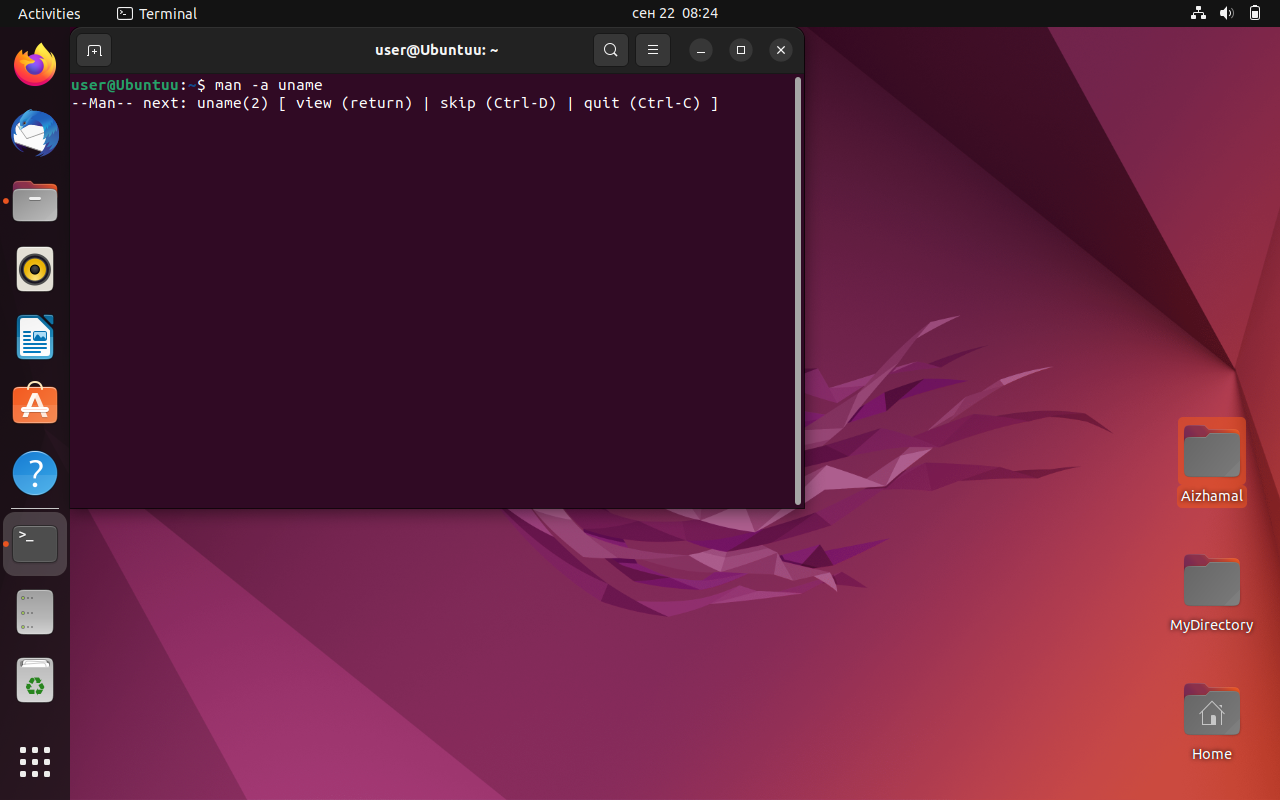 Activities
Terminal
сен 22 08:24
user@Ubuntuu: ~
user@Ubuntuu:~$ man -a uname
--Man-- next: uname(2) [ view (return) | skip (Ctrl-D) | quit (Ctrl-C) ]
Aizhamal
MyDirectory
Home